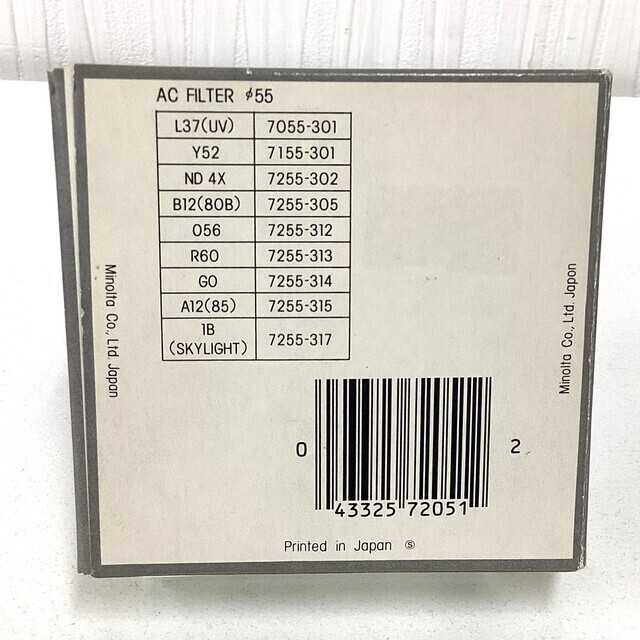 AC FILTER φ55
L37(UV) 7055-301
Y52 7155-301
ND 4X 7255-302
B12(80B) 7255-305
O56 7255-312
R60 7255-313
G0 7255-314
A12(85) 7255-315
1B
(SKYLIGHT) 7255-317
Minolta Co., Ltd. Japan
Minolta Co., Ltd. Japan
0 43325 72051 2
Printed in Japan Ⓢ